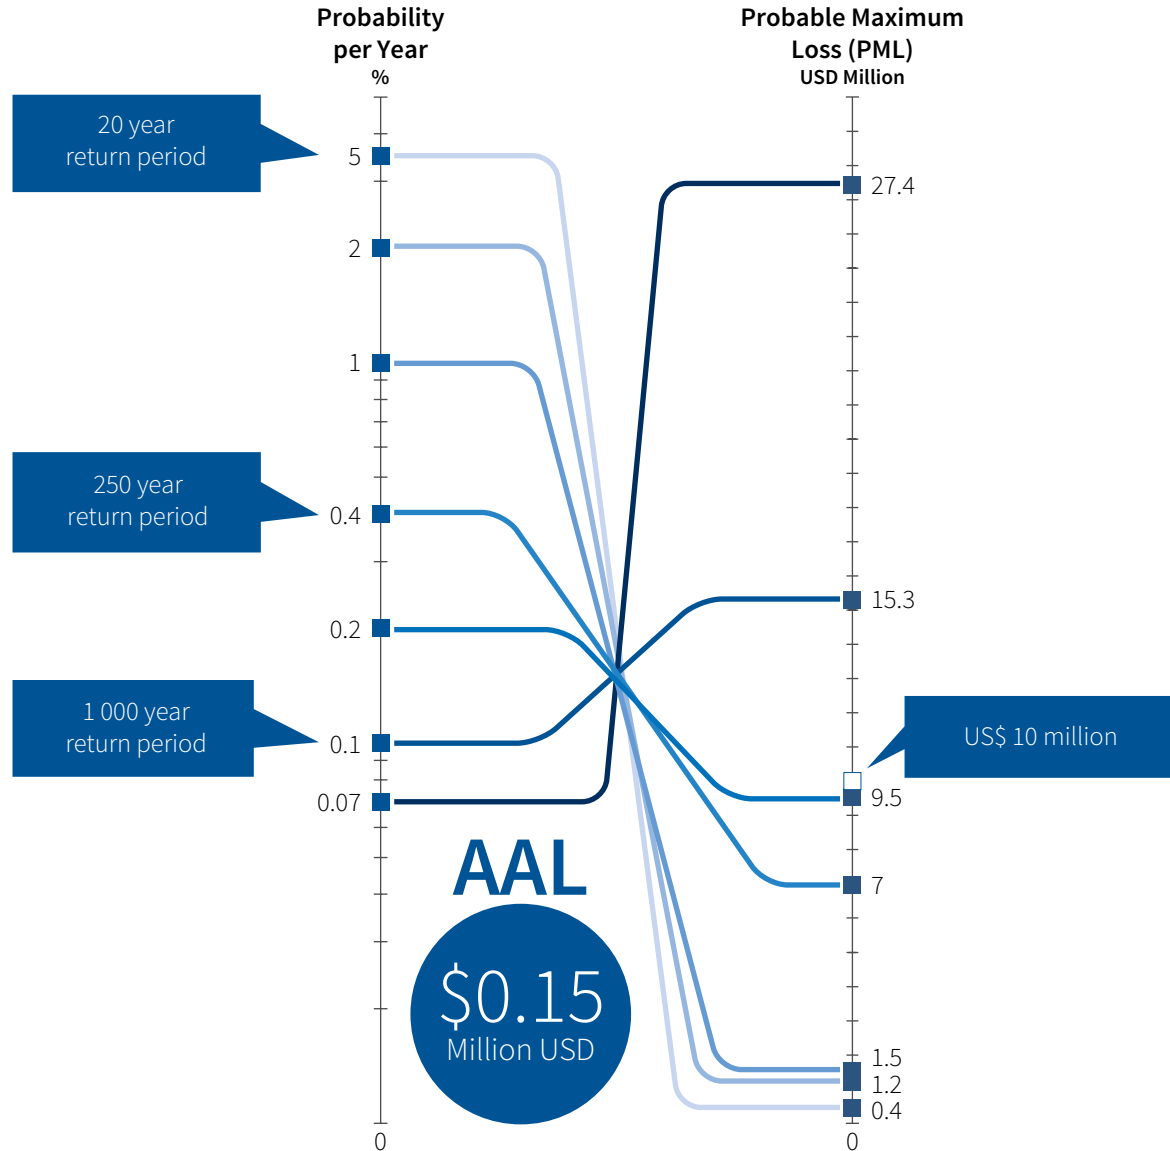 Probability
per Year
%
Probable Maximum
Loss (PML)
USD Million
20 year
return period
5
27.4
2
1
250 year
return period
0.4
15.3
0.2
1 000 year
return period
0.1
US$ 10 million
0.07
9.5
AAL
7
$0.15
Million USD
1.5
1.2
0.4
0
0